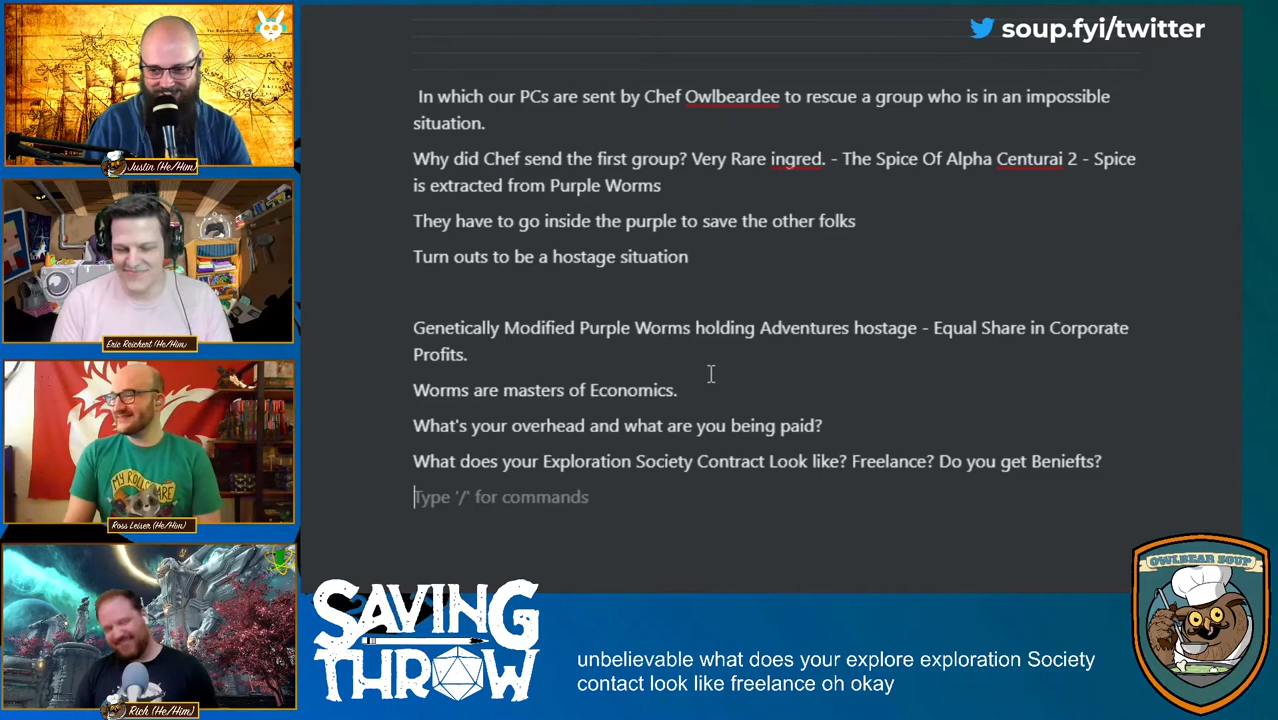 soup.fyi/twitter
In which our PCs are sent by Chef Owlbeardee to rescue a group who is in an impossible
situation.
Why did Chef send the first group? Very Rare ingred. - The Spice Of Alpha Centurai 2 - Spice
is extracted from Purple Worms
They have to go inside the purple to save the other folks
Turn outs to be a hostage situation
Genetically Modified Purple Worms holding Adventures hostage - Equal Share in Corporate
Profits.
Worms are masters of Economics.
What's your overhead and what are you being paid?
What does your Exploration Society Contract Look like? Freelance? Do you get Beniefts?
Type '/' for commands
Justin (He/Him)
Eric Reichert (He/Him)
MY ROLLS ARE
Ross Leiser (He/Him)
Rich (He/Him)
SAVING
THROW
unbelievable what does your explore exploration Society
contact look like freelance oh okay
OWLBEAR SOUP